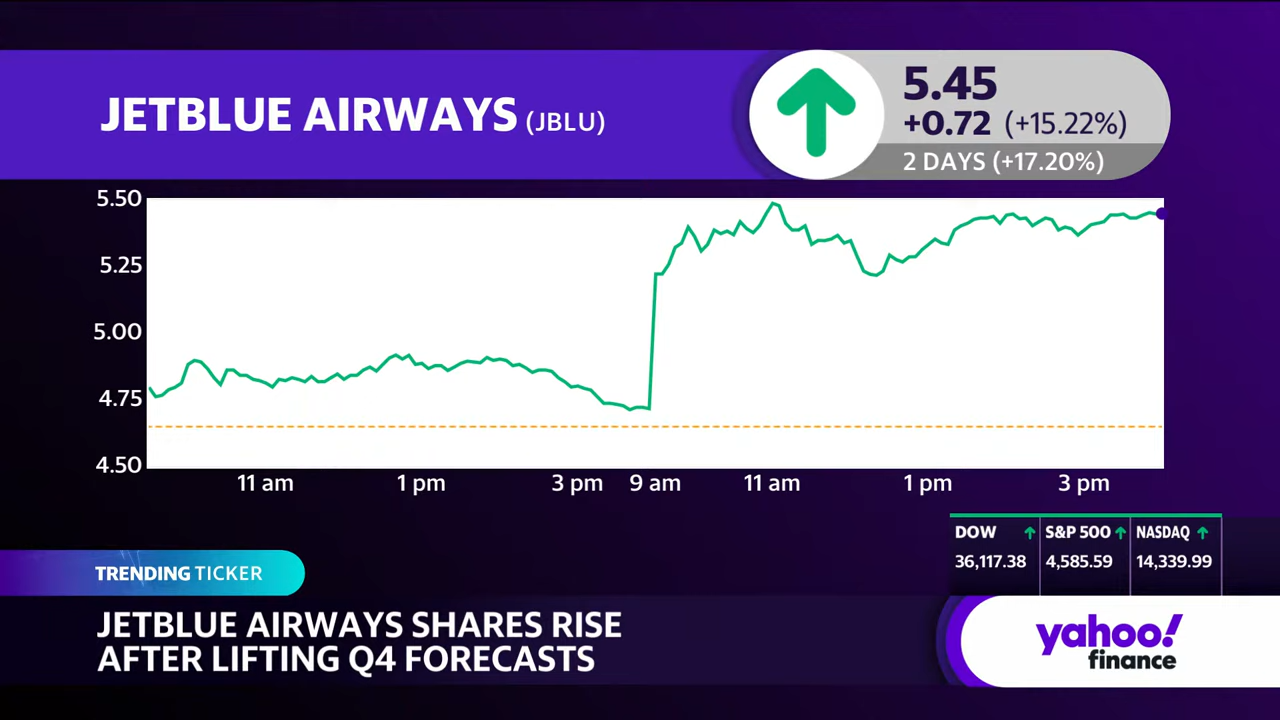 JETBLUE AIRWAYS (JBLU)
5.45
+0.72 (+15.22%)
2 DAYS (+17.20%)
5.50
5.25
5.00
4.75
4.50
11 am 1 pm 3 pm 9 am 11 am 1 pm 3 pm
DOW S&P 500 NASDAQ
36,117.38 4,585.59 14,339.99
TRENDING TICKER
JETBLUE AIRWAYS SHARES RISE
AFTER LIFTING Q4 FORECASTS
yahoo!
finance